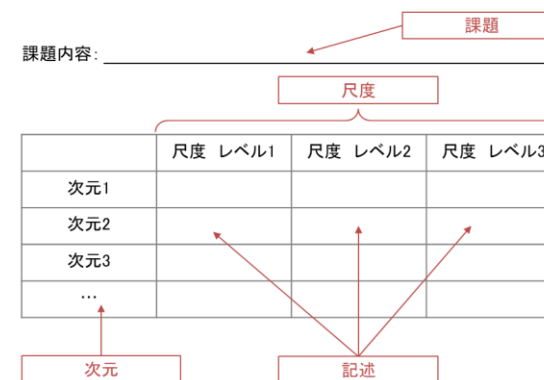 課題
課題内容:
尺度
尺度 レベル1 尺度 レベル2 尺度 レベル3
次元1
次元2
次元3
…
次元 記述